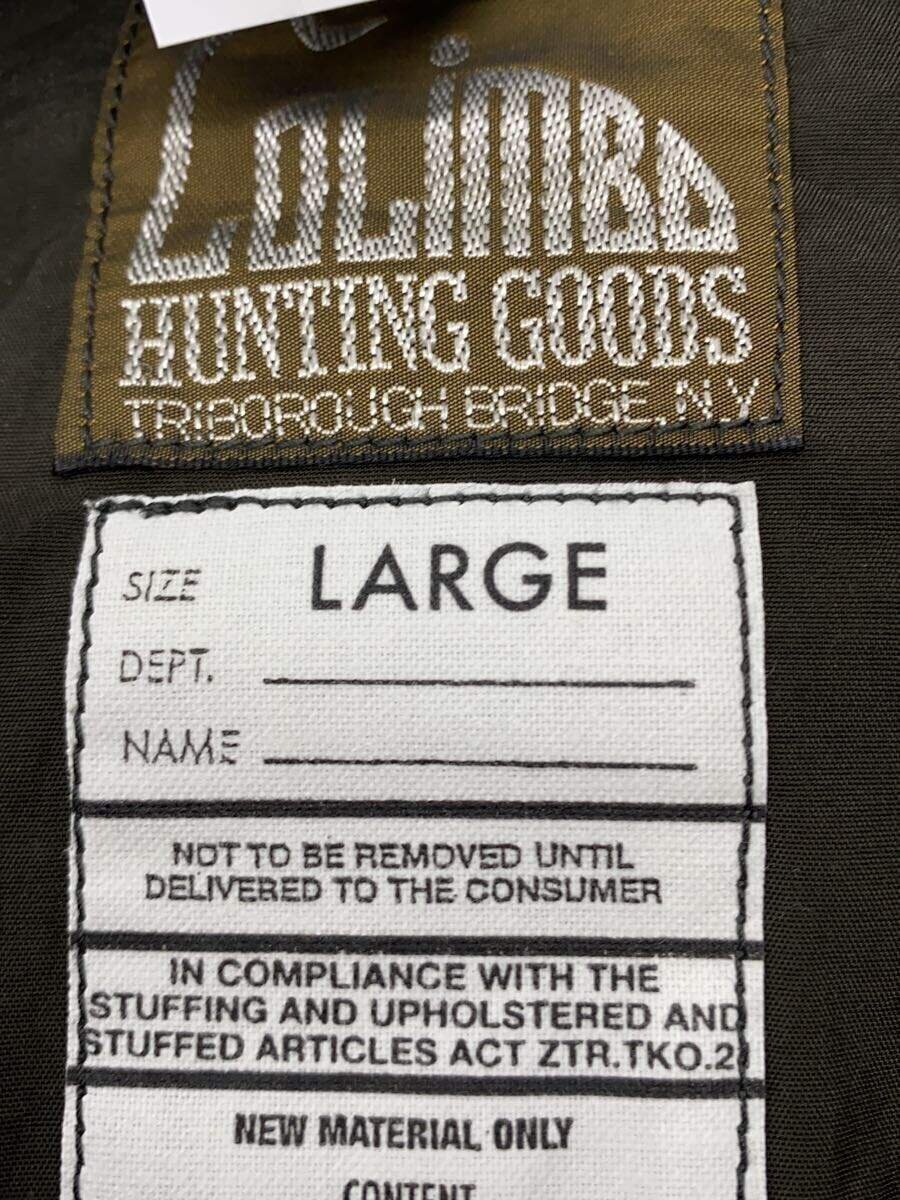 COLIMBO
HUNTING GOODS
TRIBOROUGH BRIDGE, N.Y
SIZE LARGE
DEPT.
NAME
NOT TO BE REMOVED UNTIL
DELIVERED TO THE CONSUMER
IN COMPLIANCE WITH THE
STUFFING AND UPHOLSTERED AND
STUFFED ARTICLES ACT ZTR.TKO.2
NEW MATERIAL ONLY
CONTENT